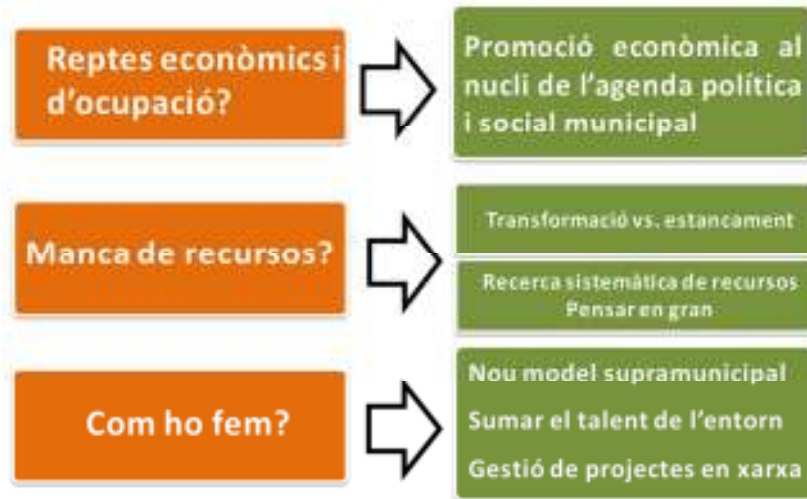 Reptes econòmics i
d'ocupació?
Promoció econòmica al
nucli de l'agenda política
i social municipal
Manca de recursos?
Transformació vs. estancament
Recerca sistemàtica de recursos
Pensar en gran
Com ho fem?
Nou model supramunicipal
Sumar el talent de l'entorn
Gestió de projectes en xarxa